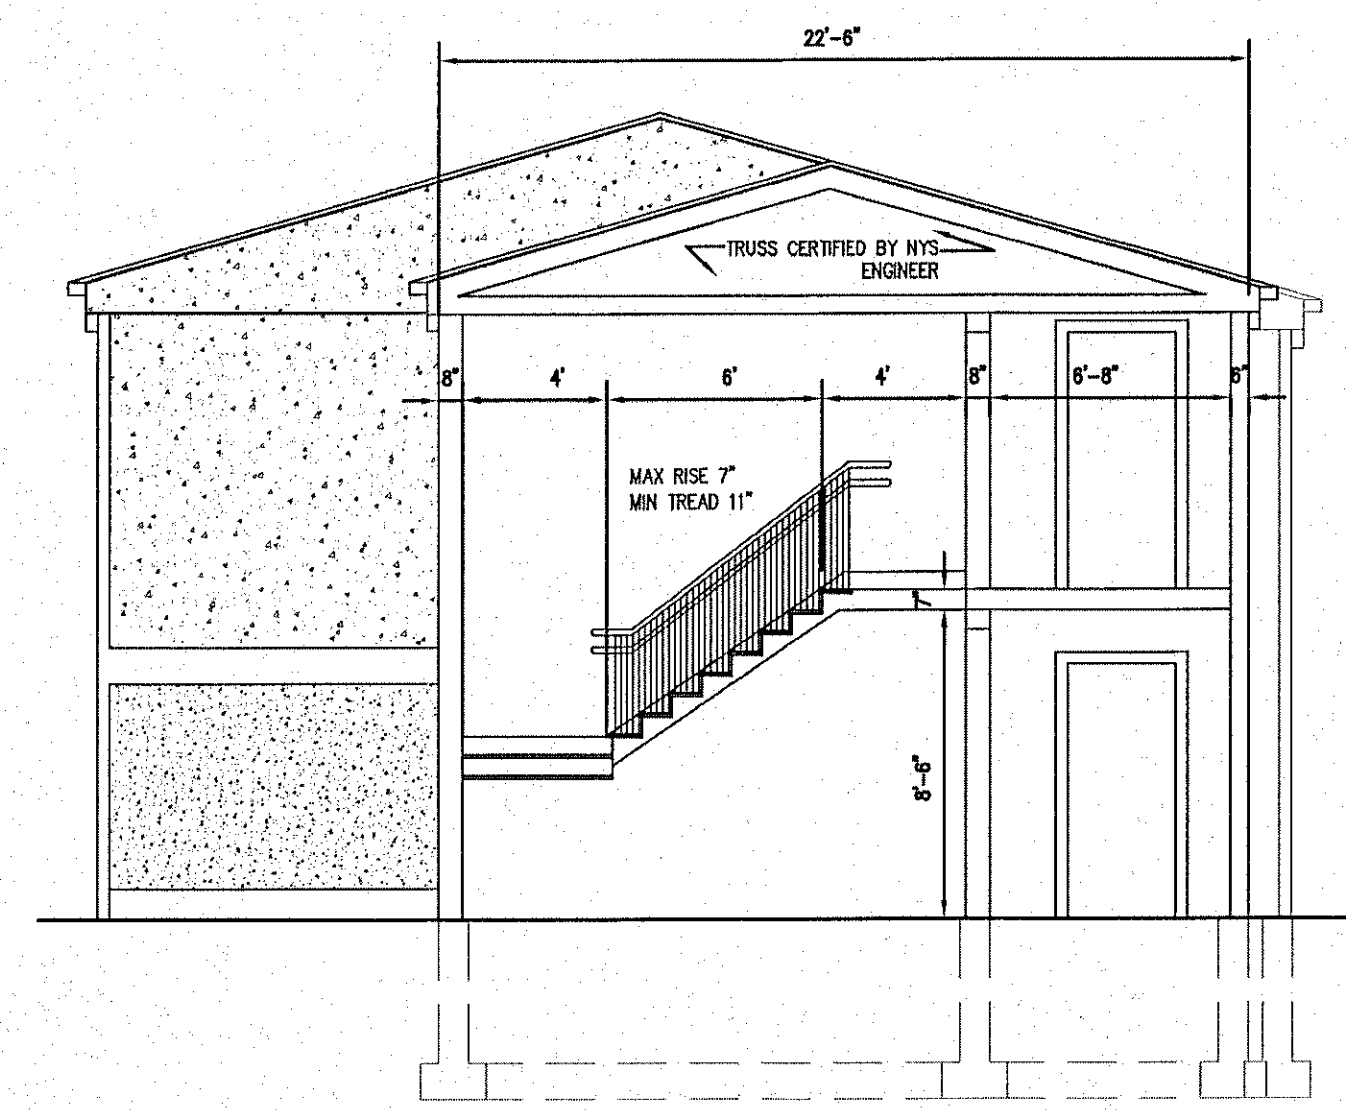 22'-6"
TRUSS CERTIFIED BY NYS
ENGINEER
8" 4' 6' 4' 8" 6'-8" 6"
MAX RISE 7"
MIN TREAD 11"
7"
8'-6"